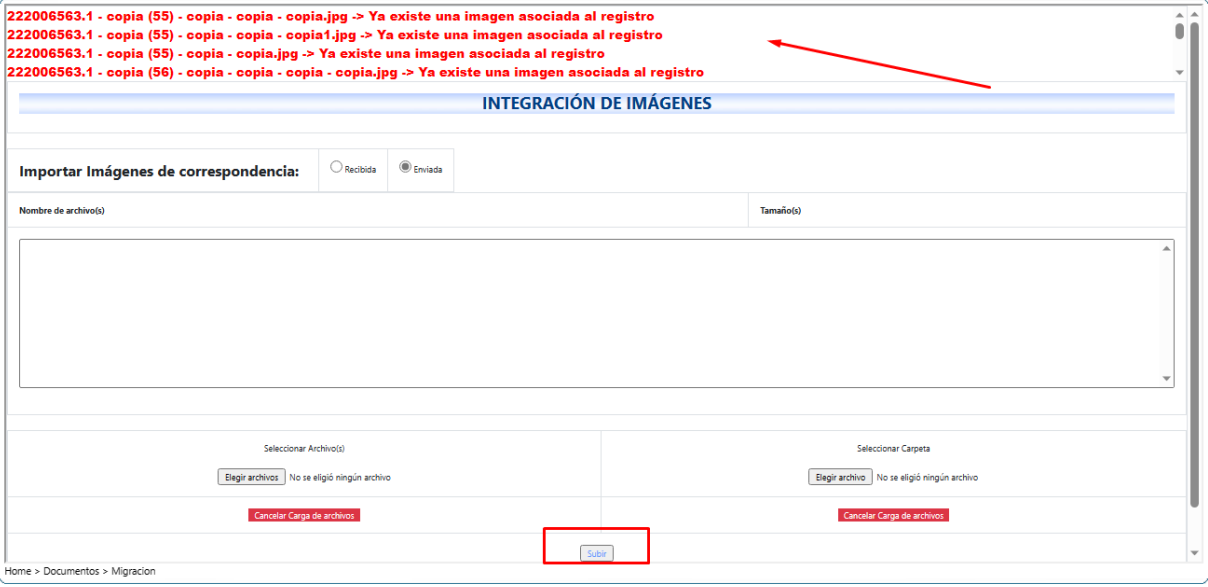 222006563.1 - copia (55) - copia - copia - copia.jpg -> Ya existe una imagen asociada al registro
222006563.1 - copia (55) - copia - copia - copia1.jpg -> Ya existe una imagen asociada al registro
222006563.1 - copia (55) - copia - copia.jpg -> Ya existe una imagen asociada al registro
222006563.1 - copia (56) - copia - copia - copia - copia.jpg -> Ya existe una imagen asociada al registro
INTEGRACIÓN DE IMÁGENES
Importar Imágenes de correspondencia: Recibida Enviada
Nombre de archivo(s) Tamaño(s)
Seleccionar Archivo(s) Seleccionar Carpeta
Elegir archivos No se eligió ningún archivo Elegir archivo No se eligió ningún archivo
Cancelar Carga de archivos Cancelar Carga de archivos
Subir
Home > Documentos > Migracion